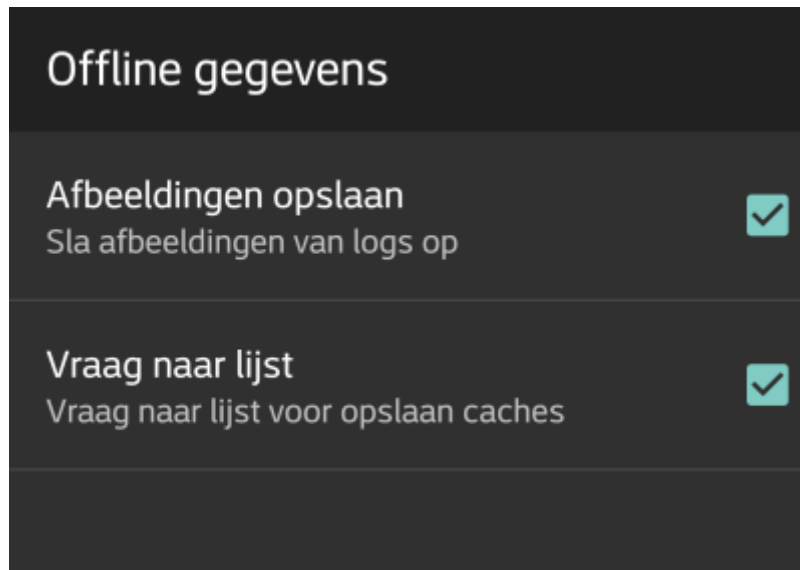 Offline gegevens
Afbeeldingen opslaan
Sla afbeeldingen van logs op
Vraag naar lijst
Vraag naar lijst voor opslaan caches